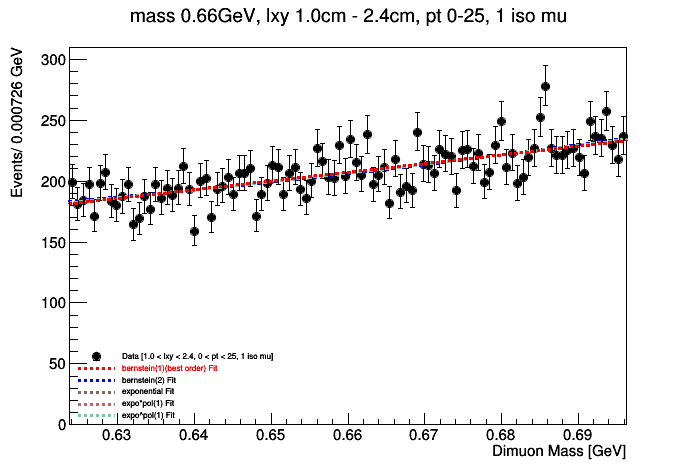 mass 0.66GeV, lxy 1.0cm - 2.4cm, pt 0-25, 1 iso mu
Events/ 0.000726 GeV
300
250
200
150
100
50
0
Data [1.0 < lxy < 2.4, 0 < pt < 25, 1 iso mu]
bernstein(1)(best order) Fit
bernstein(2) Fit
exponential Fit
expo*pol(1) Fit
expo^pol(1) Fit
0.63 0.64 0.65 0.66 0.67 0.68 0.69
Dimuon Mass [GeV]